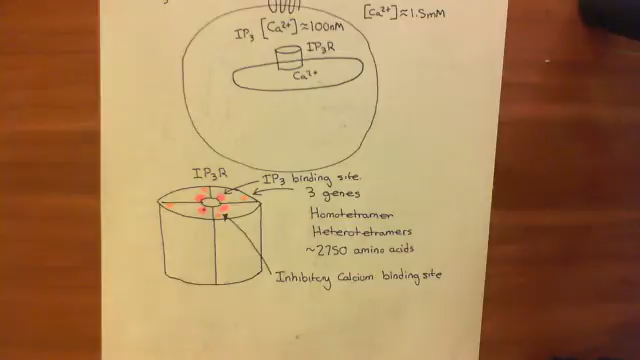 [Ca²⁺]≈1.5mM
IP₃ [Ca²⁺]≈100nM
IP₃R
Ca²⁺
IP₃R
IP₃ binding site.
3 genes
Homotetramer
Heterotetramers
~2750 amino acids
Inhibitory Calcium binding site